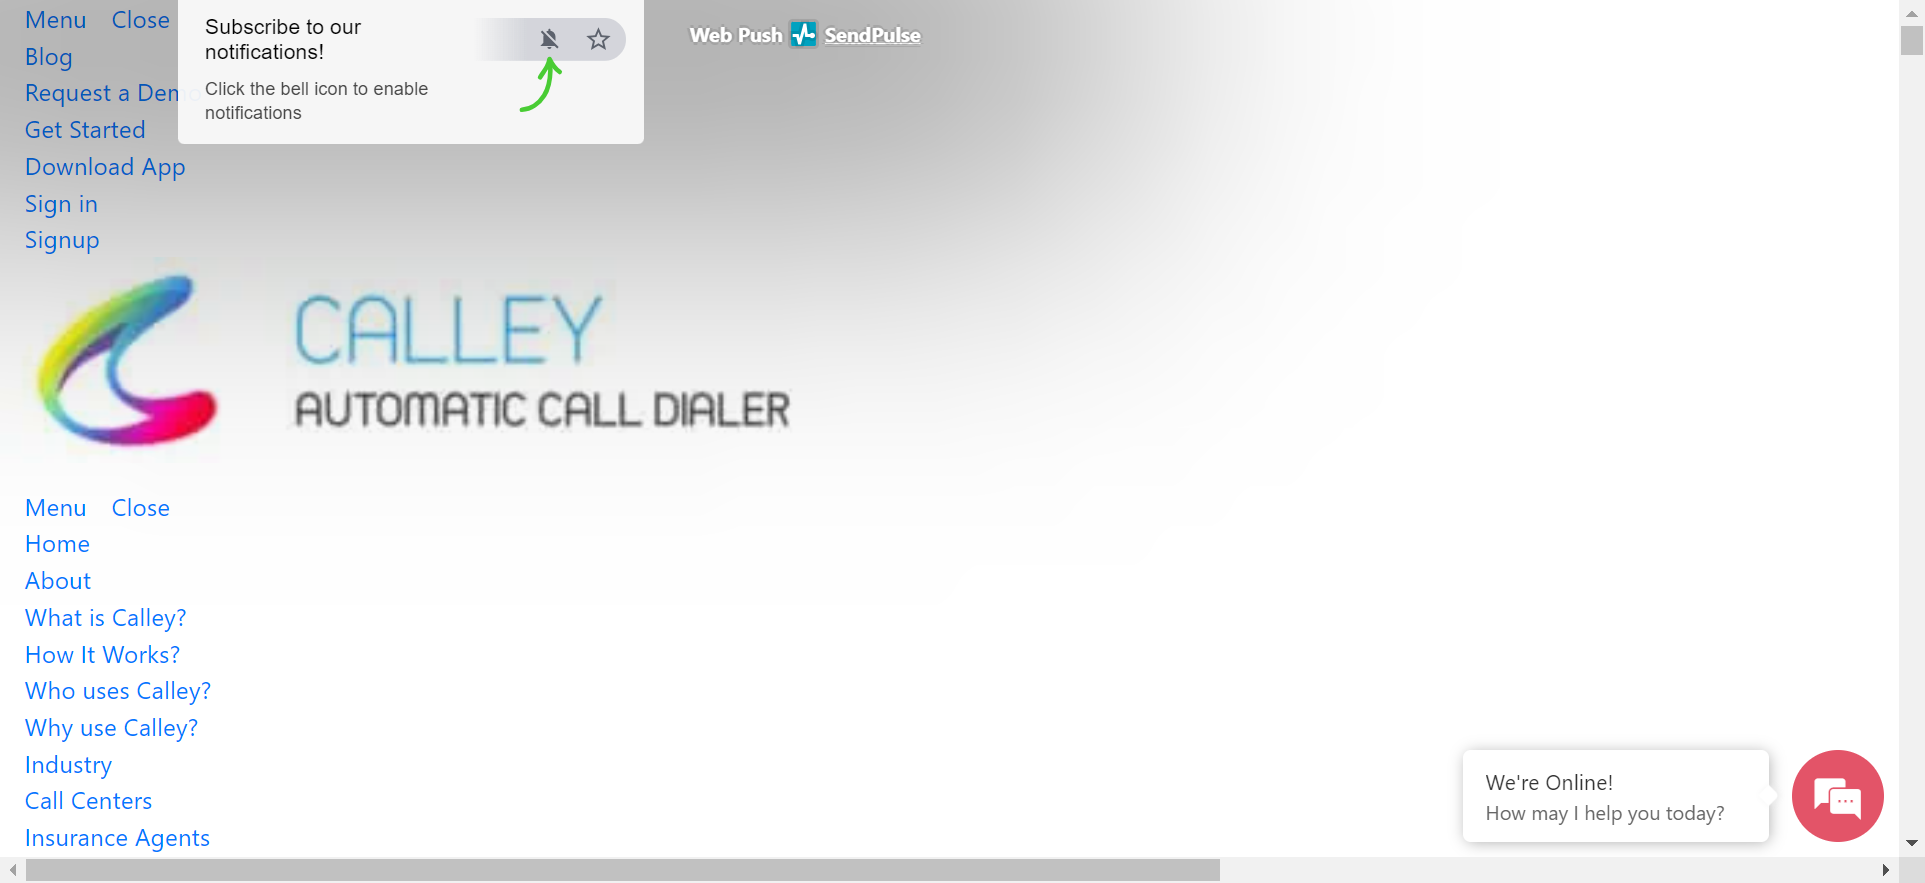 Menu Close
Blog
Request a Demo
Get Started
Download App
Sign in
Signup
Subscribe to our
notifications!
Click the bell icon to enable
notifications
Web Push SendPulse
CALLEY
AUTOMATIC CALL DIALER
Menu Close
Home
About
What is Calley?
How It Works?
Who uses Calley?
Why use Calley?
Industry
Call Centers
Insurance Agents
We're Online!
How may I help you today?